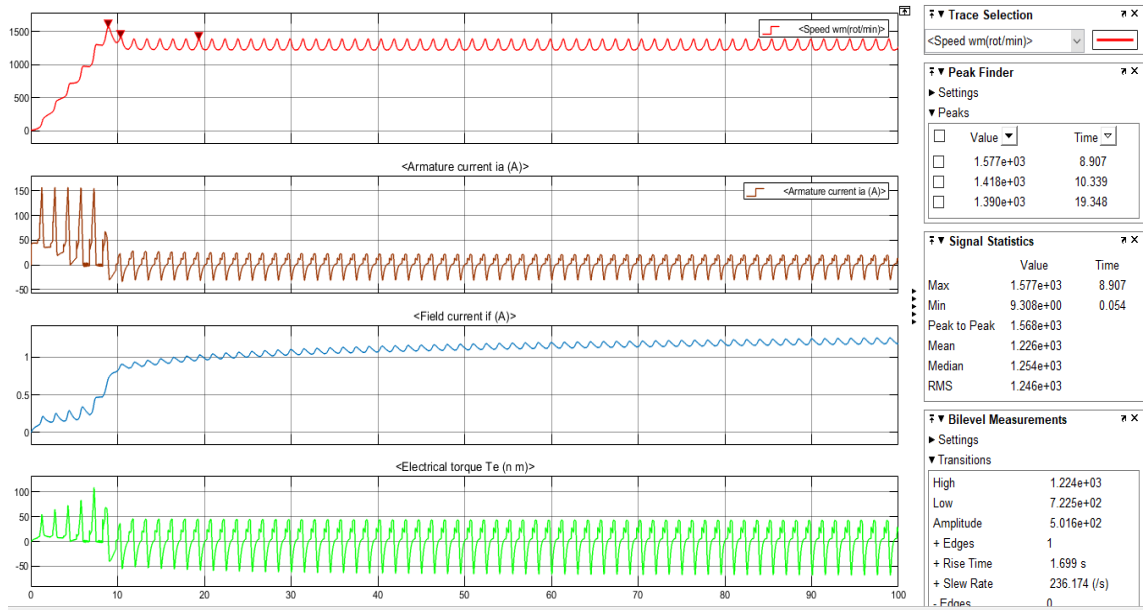 <Speed wm(rot/min)>
1500
1000
500
0
<Armature current ia (A)>
<Armature current ia (A)>
150
100
50
0
-50
<Field current if (A)>
1
0.5
0
<Electrical torque Te (n m)>
100
50
0
-50
0 10 20 30 40 50 60 70 80 90 100
Trace Selection
<Speed wm(rot/min)>
Peak Finder
Settings
Peaks
Value Time
1.577e+03 8.907
1.418e+03 10.339
1.390e+03 19.348
Signal Statistics
Value Time
Max 1.577e+03 8.907
Min 9.308e+00 0.054
Peak to Peak 1.568e+03
Mean 1.226e+03
Median 1.254e+03
RMS 1.246e+03
Bilevel Measurements
Settings
Transitions
High 1.224e+03
Low 7.225e+02
Amplitude 5.016e+02
+ Edges 1
+ Rise Time 1.699 s
+ Slew Rate 236.174 (/s)
- Edges 0